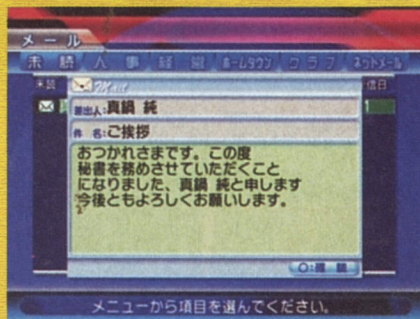 メール
未読 人事 経営 ホームタウン クラブ ネットメール
未読 信日
Mail
差出人:真鍋 純
件 名:ご挨拶
おつかれさまです。この度
秘書を務めさせていただくこと
になりました、真鍋 純と申します
今後ともよろしくお願いします。
○:確認
メニューから項目を選んでください。